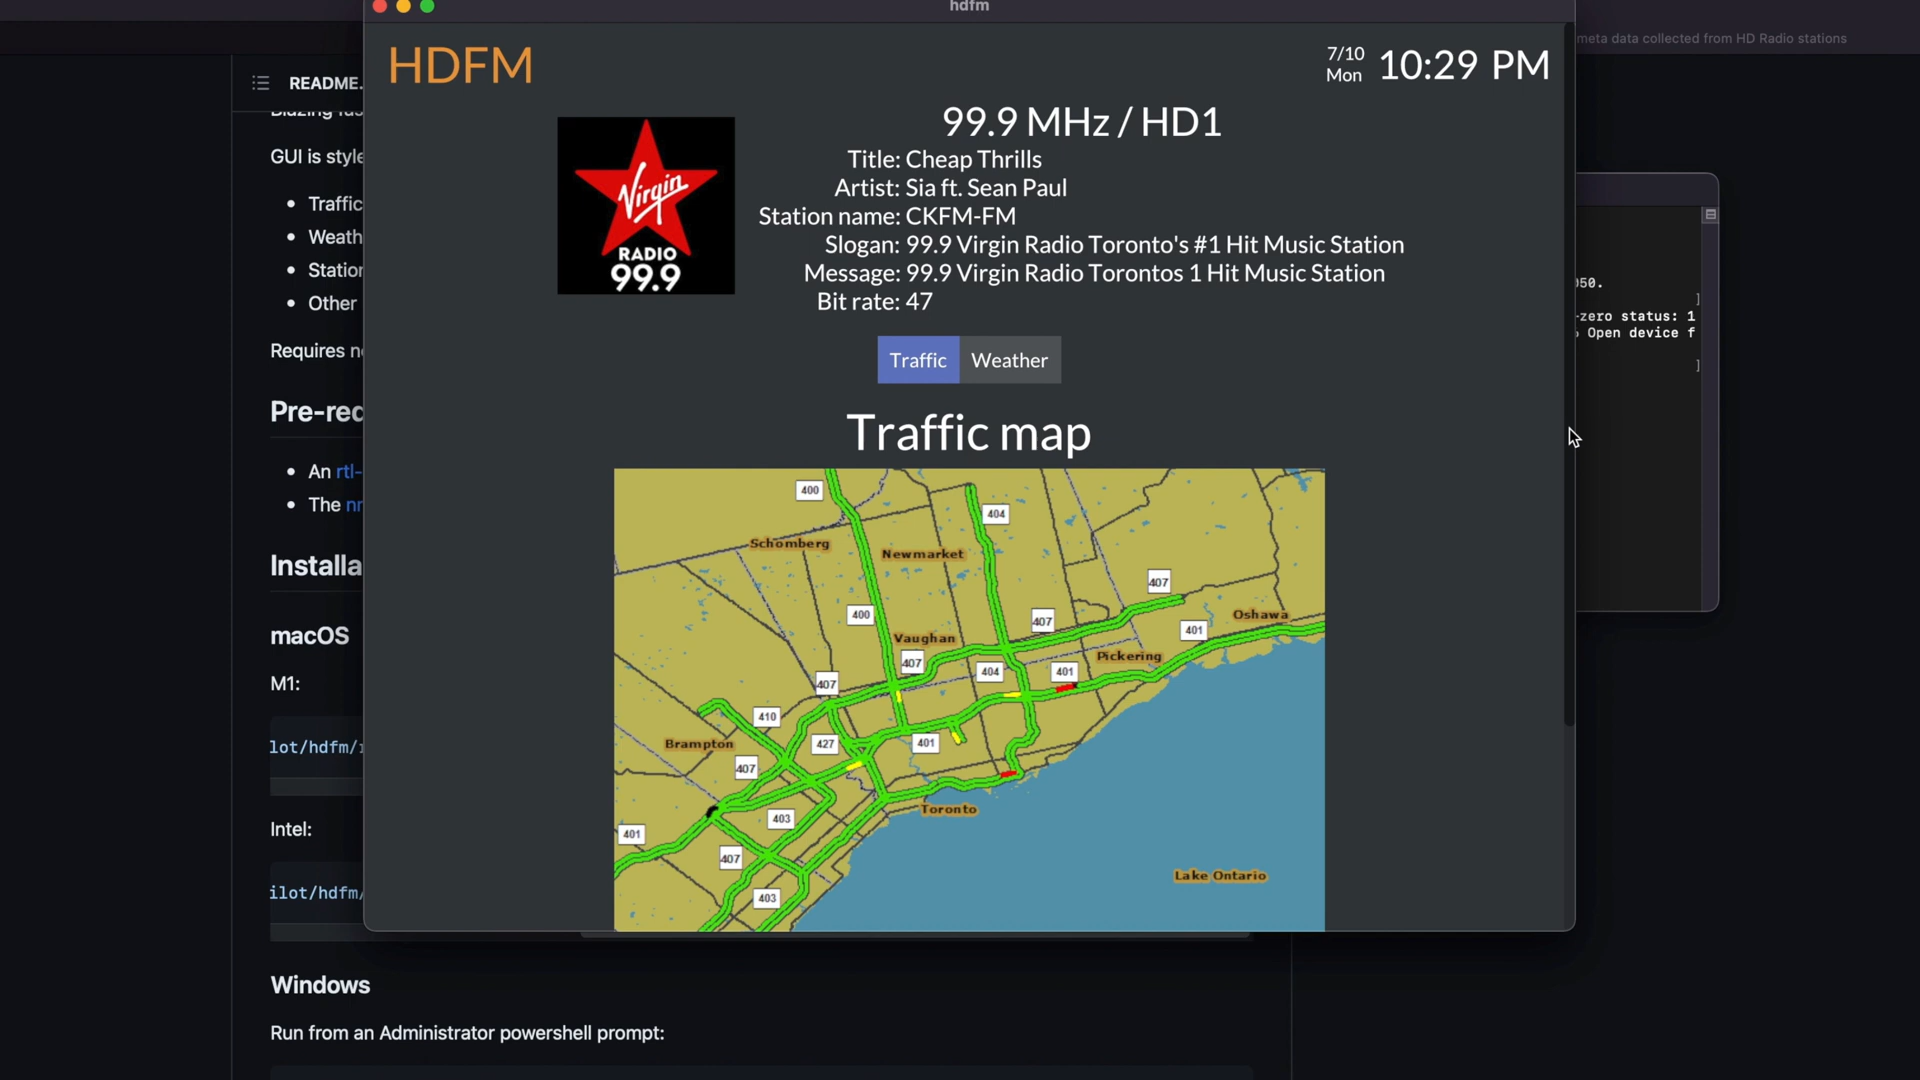 hdfm
meta data collected from HD Radio stations
HDFM
7/10
Mon
10:29 PM
README.
99.9 MHz / HD1
Title: Cheap Thrills
Artist: Sia ft. Sean Paul
Station name: CKFM-FM
Slogan: 99.9 Virgin Radio Toronto's #1 Hit Music Station
Message: 99.9 Virgin Radio Torontos 1 Hit Music Station
Bit rate: 47
Virgin
RADIO
99.9
Traffic Weather
Traffic map
400
404
Schomberg
Newmarket
407
400
407
Oshawa
401
Vaughan
407
404
401
Pickering
407
410
427
401
Brampton
407
403
Toronto
401
407
403
Lake Ontario
GUI is style
Traffic
Weath
Station
Other
Requires n
Pre-req
An rtl-
The nr
Installa
macOS
M1:
lot/hdfm/
Intel:
ilot/hdfm/
Windows
Run from an Administrator powershell prompt:
050.
]
-zero status: 1
Open device f
]